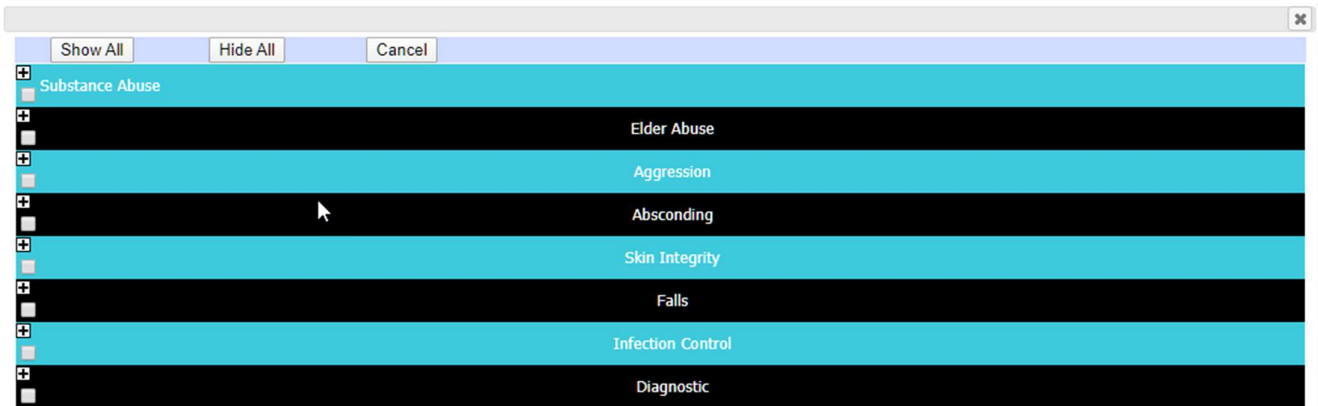 Show All Hide All Cancel
Substance Abuse
Elder Abuse
Aggression
Absconding
Skin Integrity
Falls
Infection Control
Diagnostic